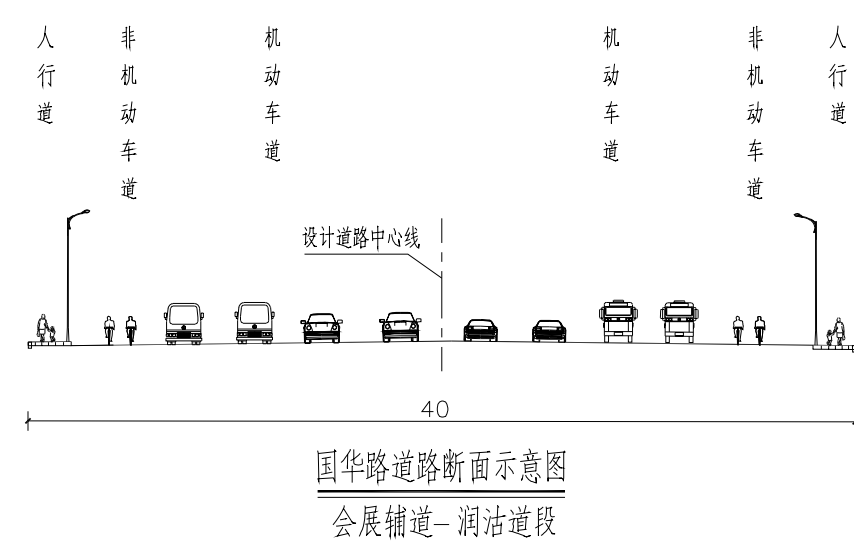 人行道
非机动车道
机动车道
机动车道
非机动车道
人行道
设计道路中心线
40
国华路道路断面示意图
会展辅道-润沽道段